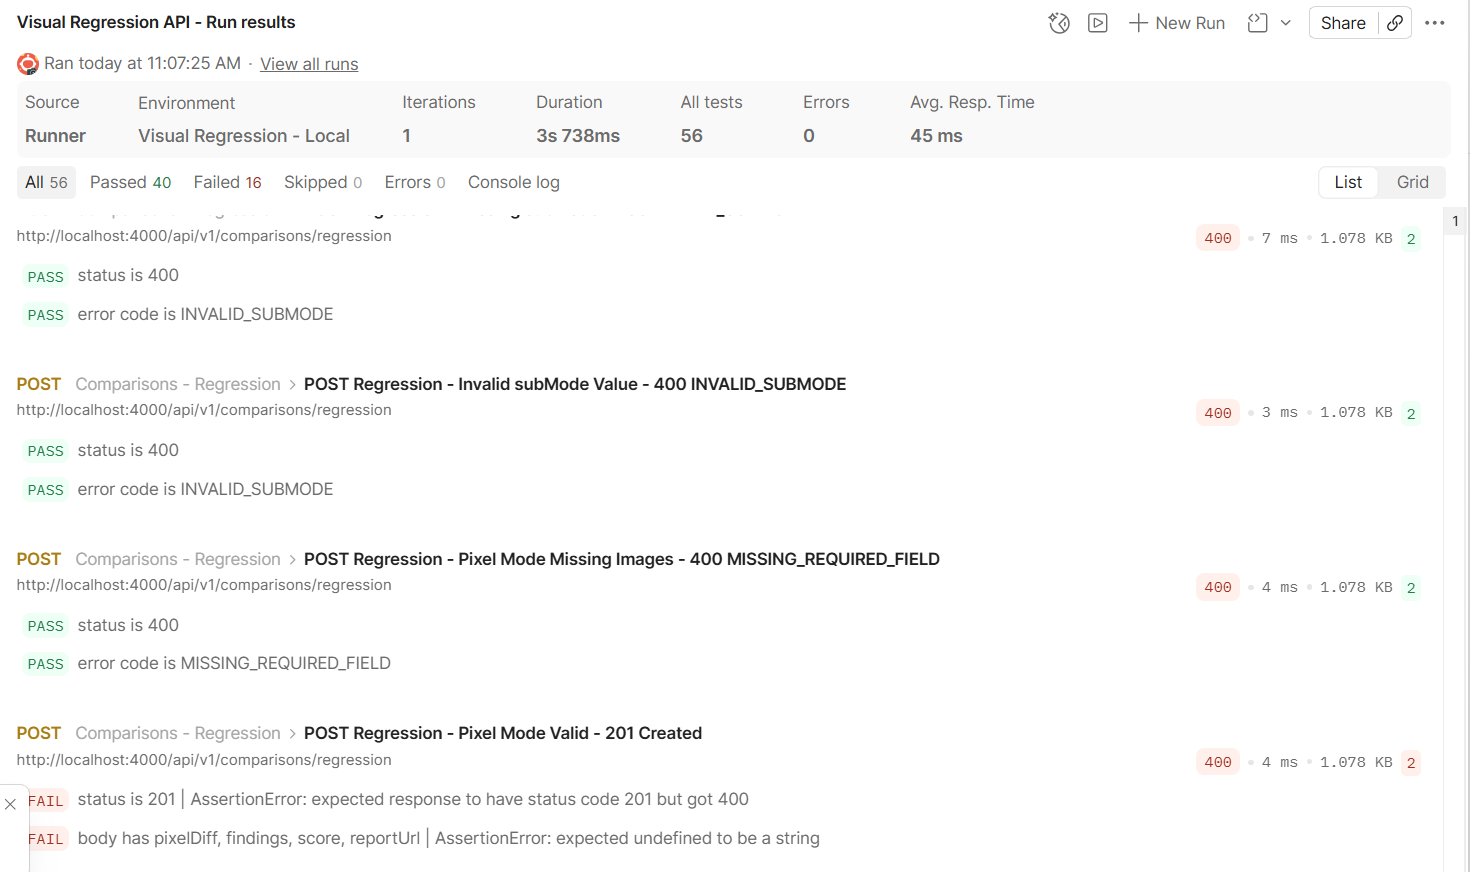 Visual Regression API - Run results
New Run
Share
Ran today at 11:07:25 AM · View all runs
Source Environment Iterations Duration All tests Errors Avg. Resp. Time
Runner Visual Regression - Local 1 3s 738ms 56 0 45 ms
All 56 Passed 40 Failed 16 Skipped 0 Errors 0 Console log
List Grid
1
http://localhost:4000/api/v1/comparisons/regression
400 • 7 ms • 1.078 KB 2
PASS status is 400
PASS error code is INVALID_SUBMODE
POST Comparisons - Regression > POST Regression - Invalid subMode Value - 400 INVALID_SUBMODE
http://localhost:4000/api/v1/comparisons/regression
400 • 3 ms • 1.078 KB 2
PASS status is 400
PASS error code is INVALID_SUBMODE
POST Comparisons - Regression > POST Regression - Pixel Mode Missing Images - 400 MISSING_REQUIRED_FIELD
http://localhost:4000/api/v1/comparisons/regression
400 • 4 ms • 1.078 KB 2
PASS status is 400
PASS error code is MISSING_REQUIRED_FIELD
POST Comparisons - Regression > POST Regression - Pixel Mode Valid - 201 Created
http://localhost:4000/api/v1/comparisons/regression
400 • 4 ms • 1.078 KB 2
FAIL status is 201 | AssertionError: expected response to have status code 201 but got 400
FAIL body has pixelDiff, findings, score, reportUrl | AssertionError: expected undefined to be a string